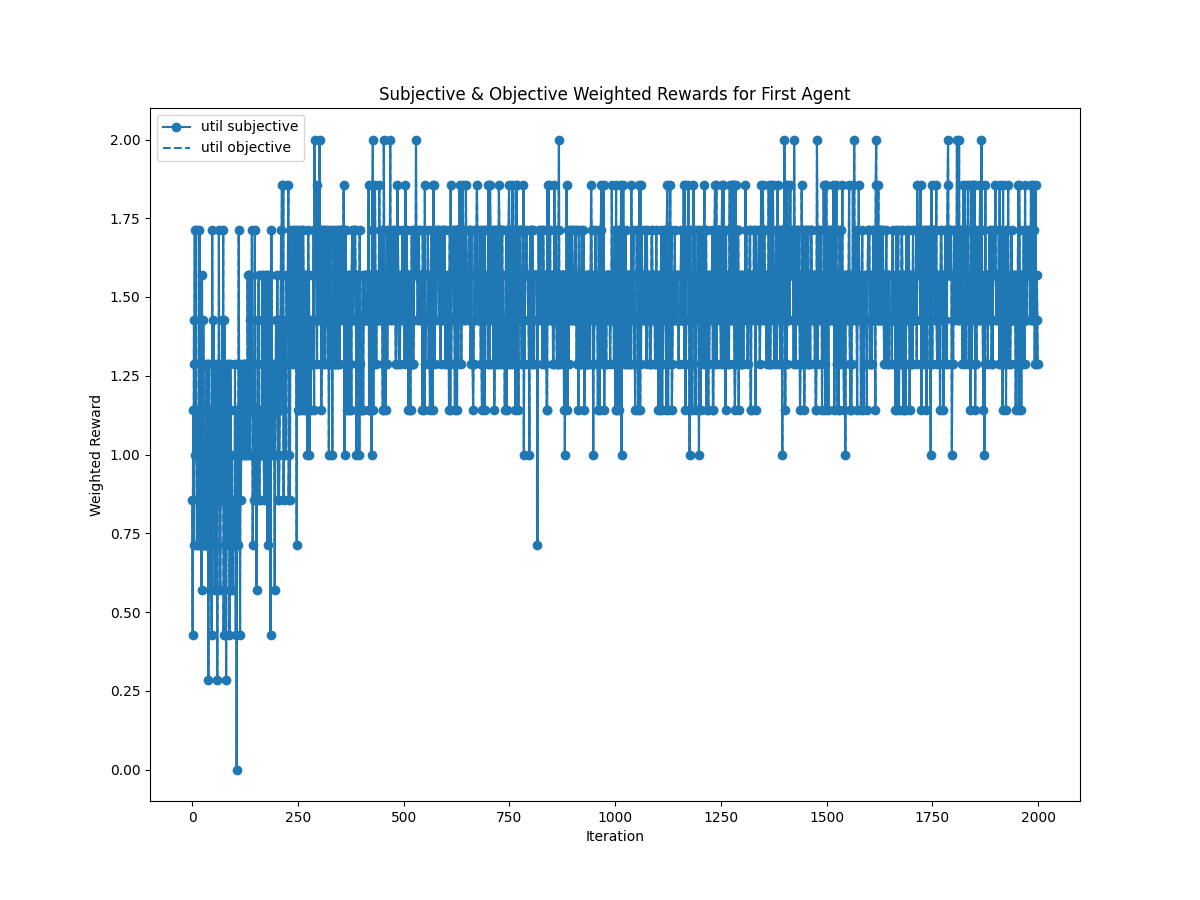 Subjective & Objective Weighted Rewards for First Agent
util subjective
util objective
2.00
1.75
1.50
1.25
1.00
0.75
0.50
0.25
0.00
Weighted Reward
0 250 500 750 1000 1250 1500 1750 2000
Iteration